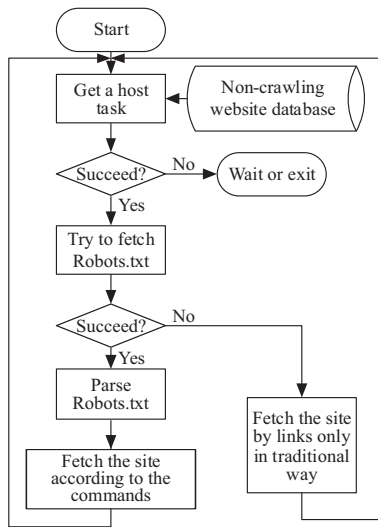 Start
Get a host
task
Non-crawling
website database
Succeed?
No
Wait or exit
Yes
Try to fetch
Robots.txt
Succeed?
No
Yes
Parse
Robots.txt
Fetch the site
by links only
in traditional
way
Fetch the site
according to the
commands